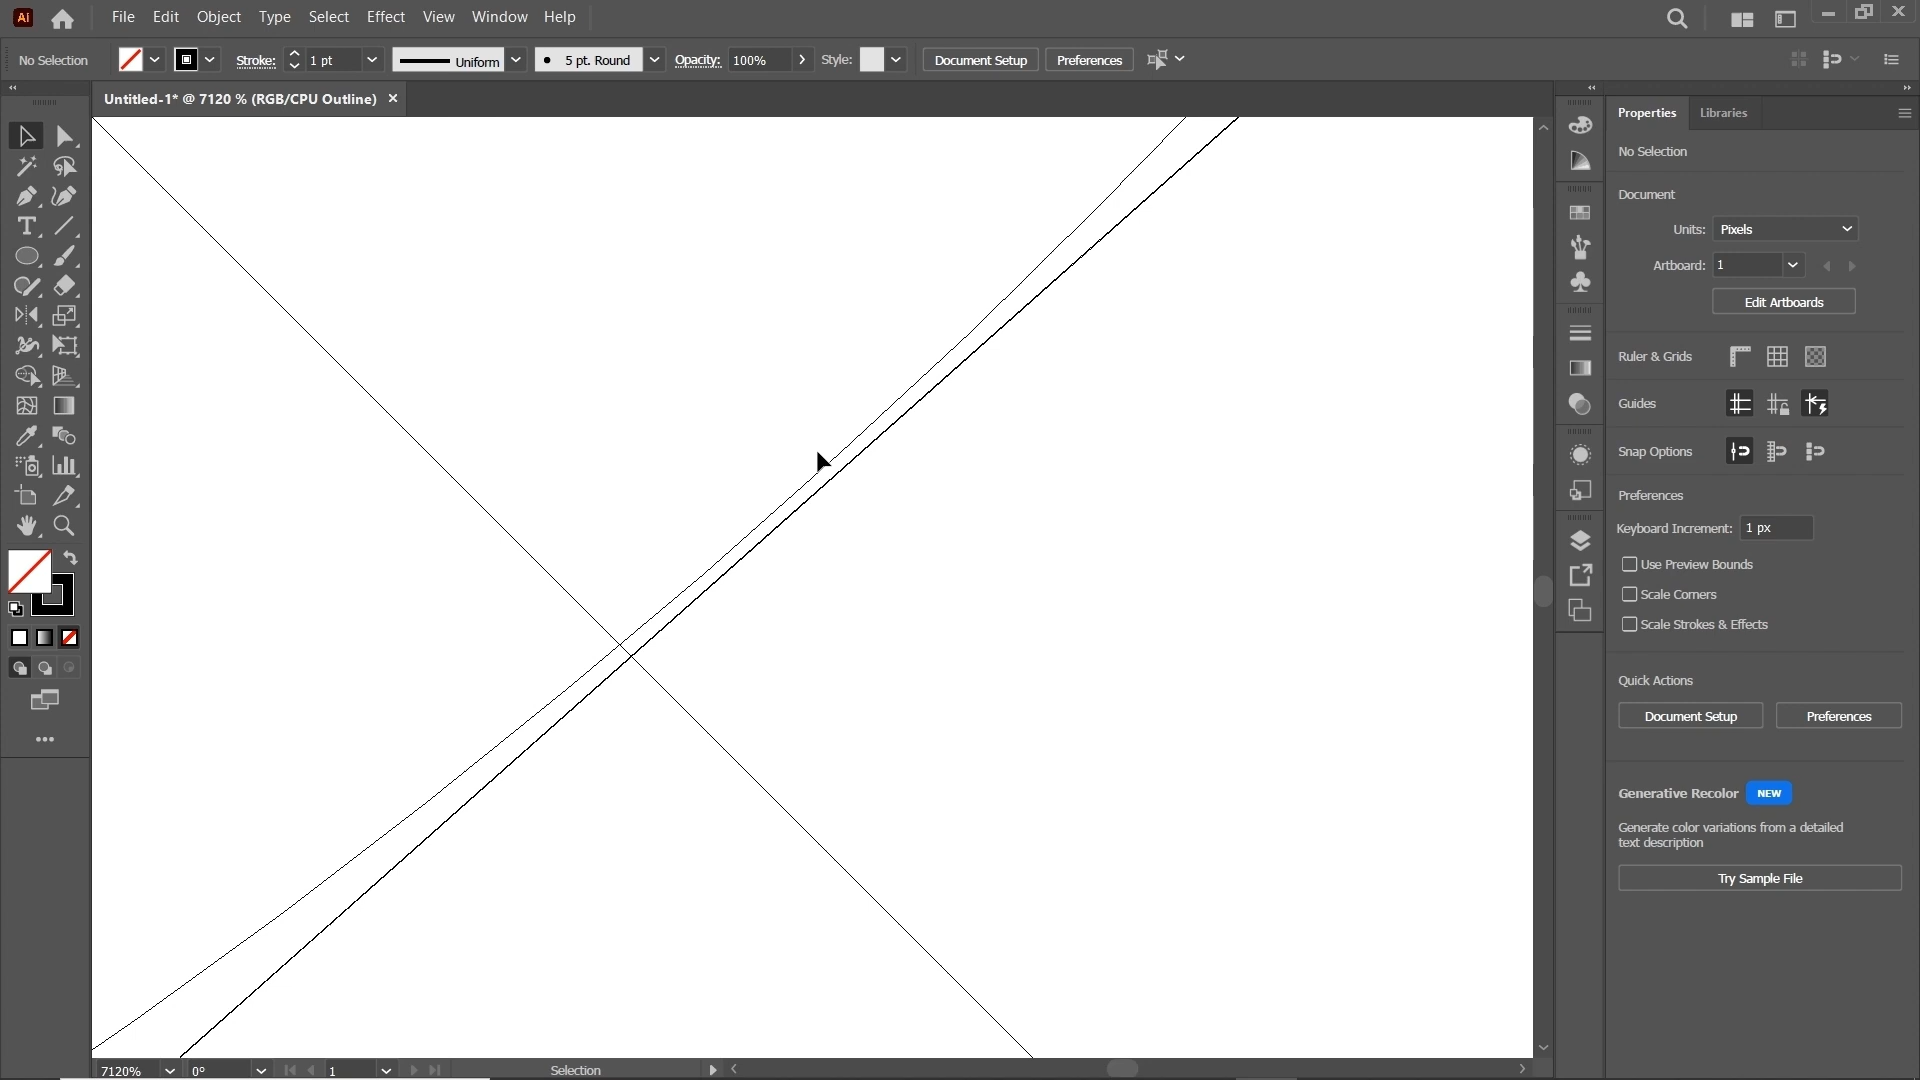 Ai File Edit Object Type Select Effect View Window Help
No Selection Stroke: 1 pt Uniform 5 pt. Round Opacity: 100% Style: Document Setup Preferences
Untitled-1* @ 7120 % (RGB/CPU Outline)
Properties Libraries
No Selection
Document
Units: Pixels
Artboard: 1
Edit Artboards
Ruler & Grids
Guides
Snap Options
Preferences
Keyboard Increment: 1 px
Use Preview Bounds
Scale Corners
Scale Strokes & Effects
Quick Actions
Document Setup Preferences
Generative Recolor NEW
Generate color variations from a detailed
text description
Try Sample File
7120% 0° 1 Selection